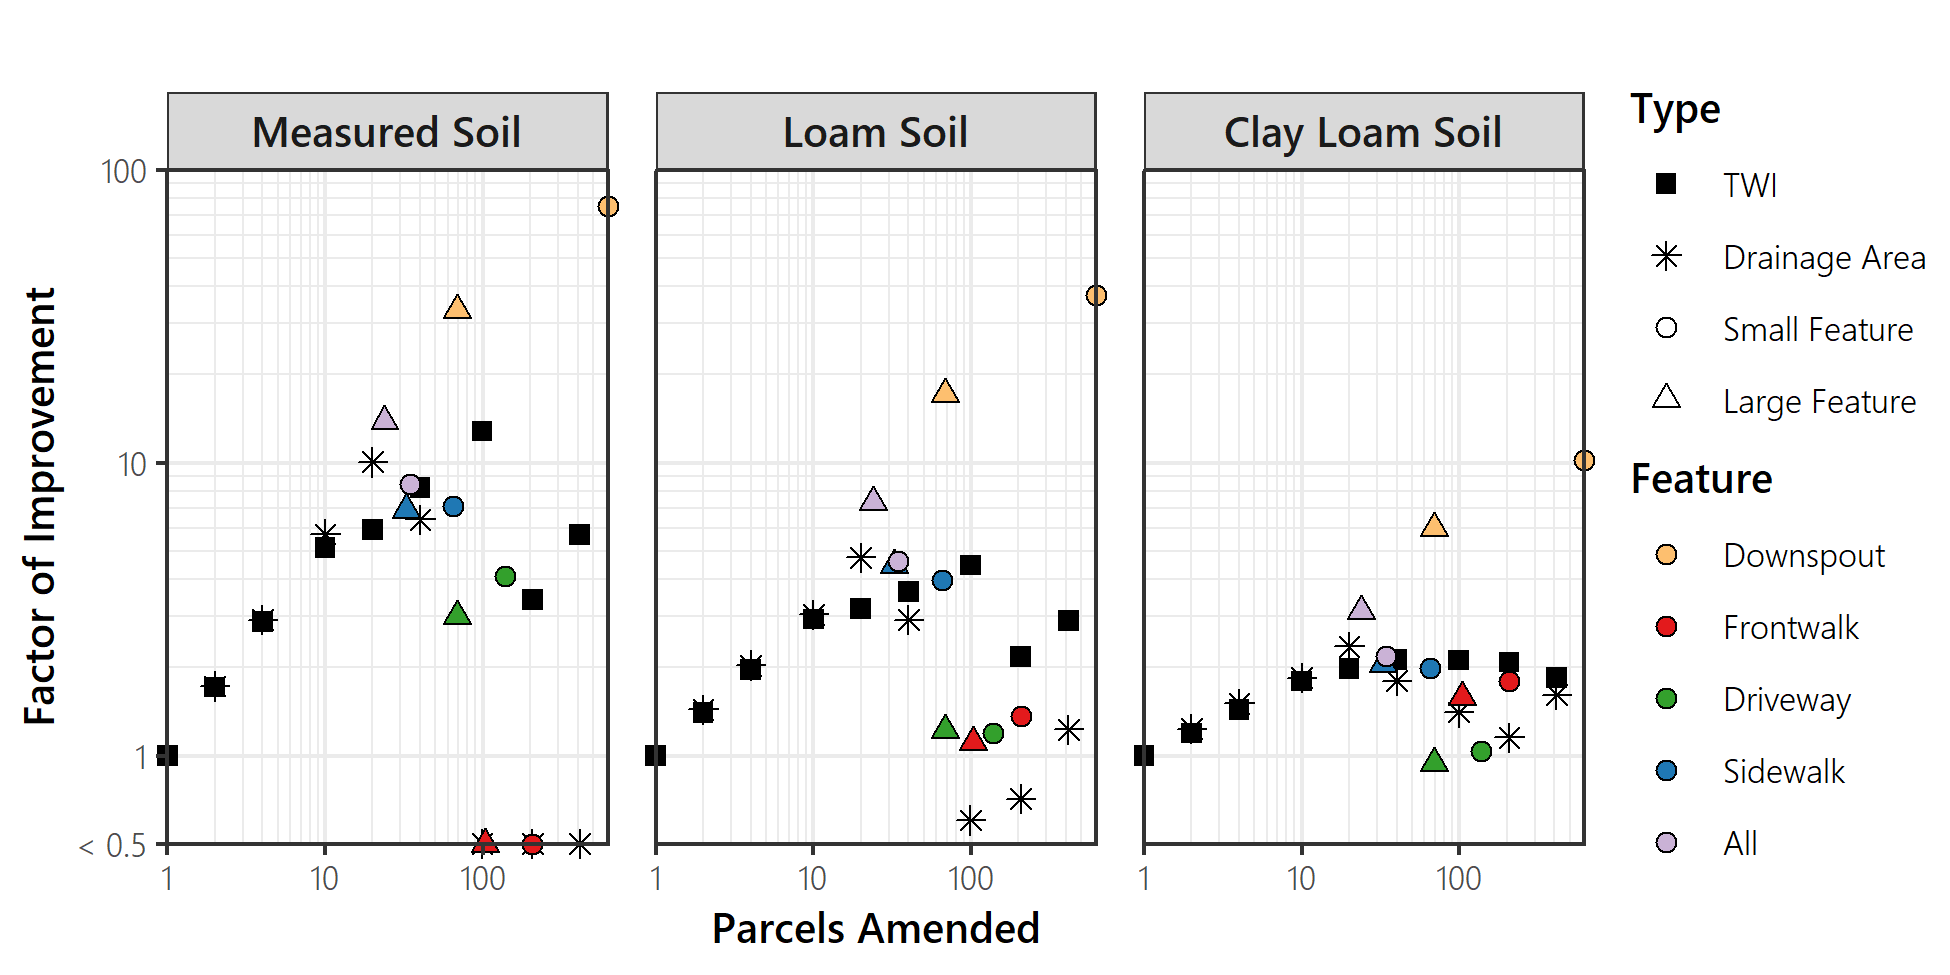 Measured Soil
Loam Soil
Clay Loam Soil
Factor of Improvement
100
10
1
< 0.5
1 10 100
1 10 100
1 10 100
Parcels Amended
Type
TWI
Drainage Area
Small Feature
Large Feature
Feature
Downspout
Frontwalk
Driveway
Sidewalk
All